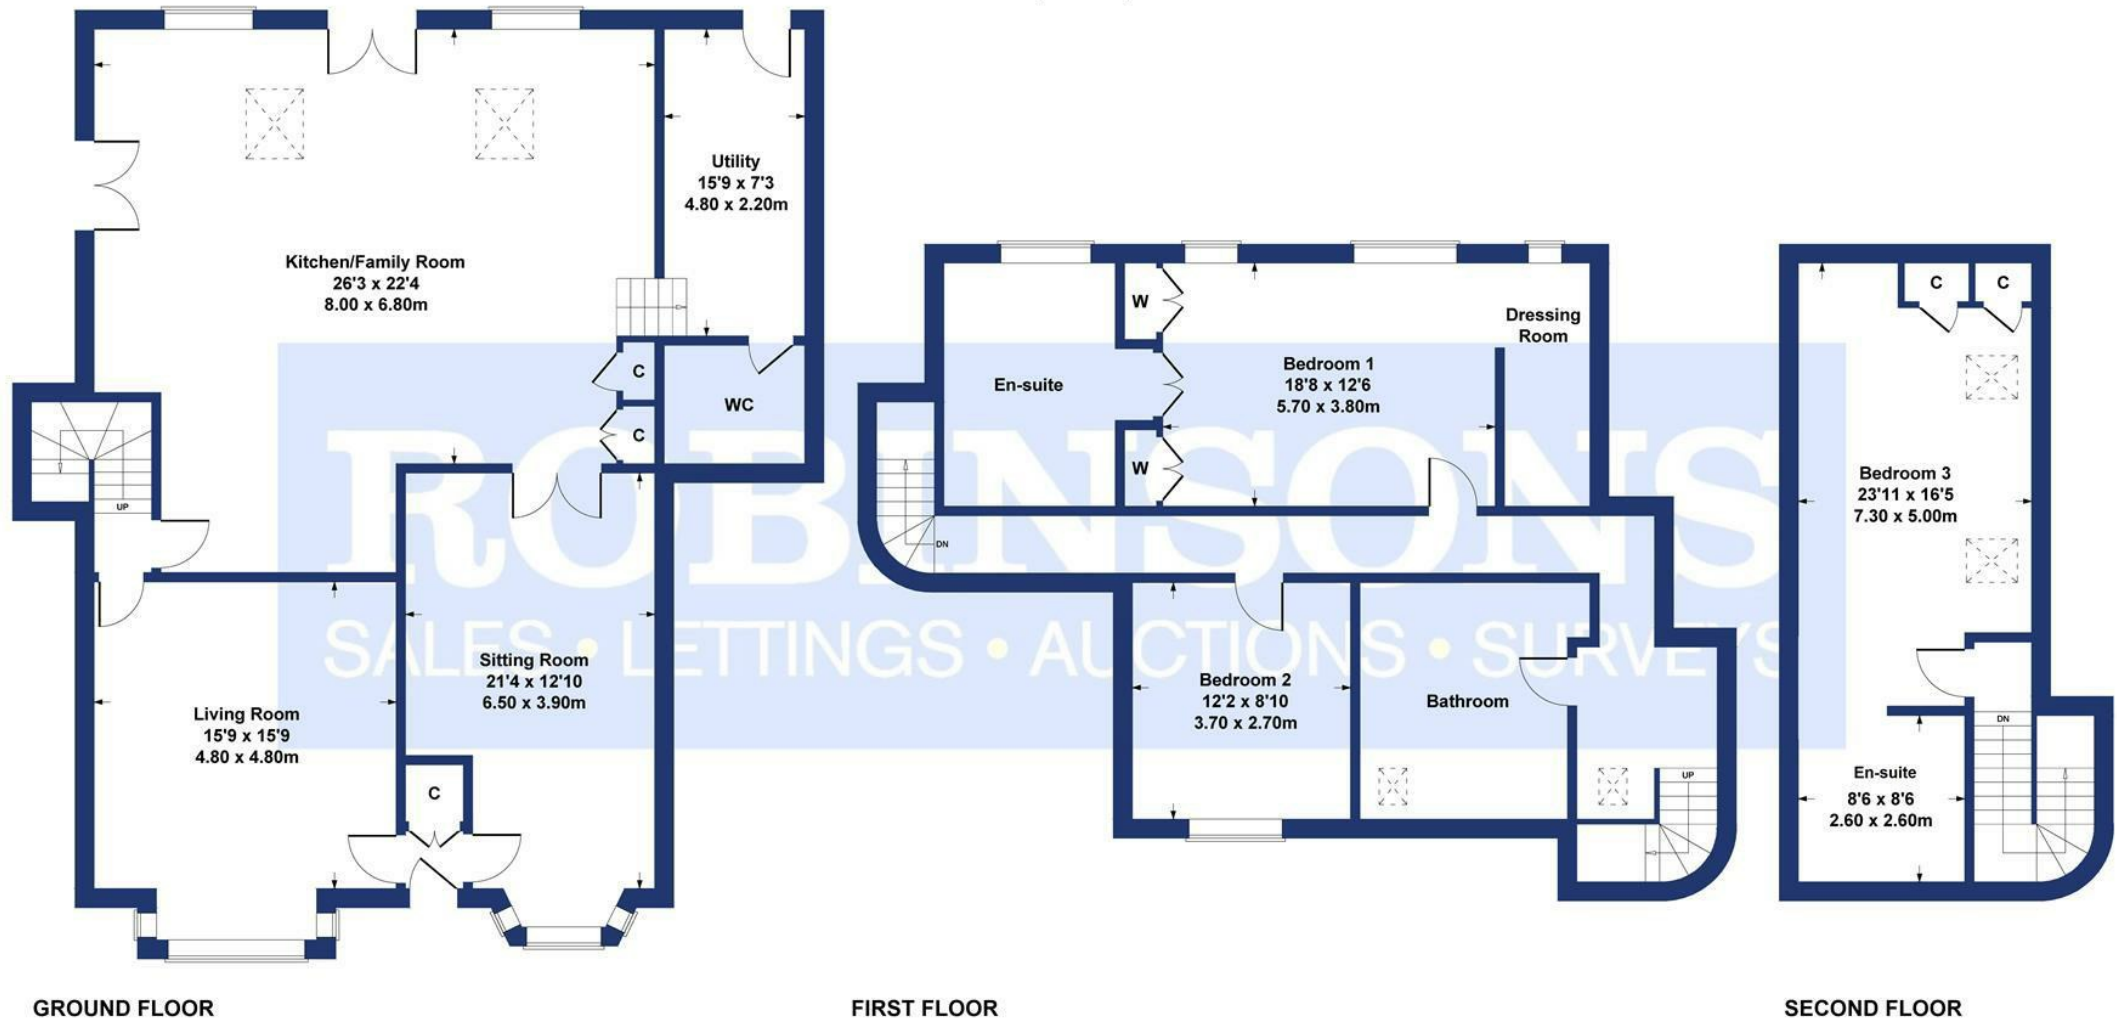 Utility
15'9 x 7'3
4.80 x 2.20m
Kitchen/Family Room
26'3 x 22'4
8.00 x 6.80m
C
C
WC
UP
Living Room
15'9 x 15'9
4.80 x 4.80m
Sitting Room
21'4 x 12'10
6.50 x 3.90m
C
GROUND FLOOR
W
Dressing
Room
En-suite
Bedroom 1
18'8 x 12'6
5.70 x 3.80m
W
DN
Bedroom 2
12'2 x 8'10
3.70 x 2.70m
Bathroom
UP
FIRST FLOOR
C
C
Bedroom 3
23'11 x 16'5
7.30 x 5.00m
DN
En-suite
8'6 x 8'6
2.60 x 2.60m
SECOND FLOOR
ROBINSONS
SALES • LETTINGS • AUCTIONS • SURVEYS